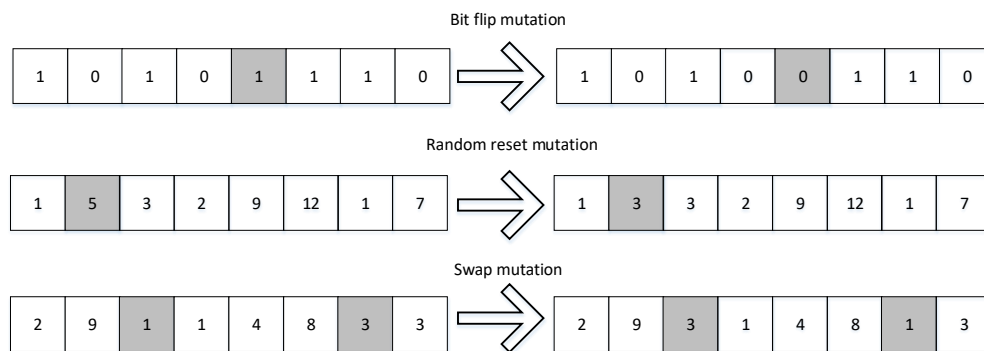 Bit flip mutation
1 0 1 0 1 1 1 0 1 0 1 0 0 1 1 0
Random reset mutation
1 5 3 2 9 12 1 7 1 3 3 2 9 12 1 7
Swap mutation
2 9 1 1 4 8 3 3 2 9 3 1 4 8 1 3